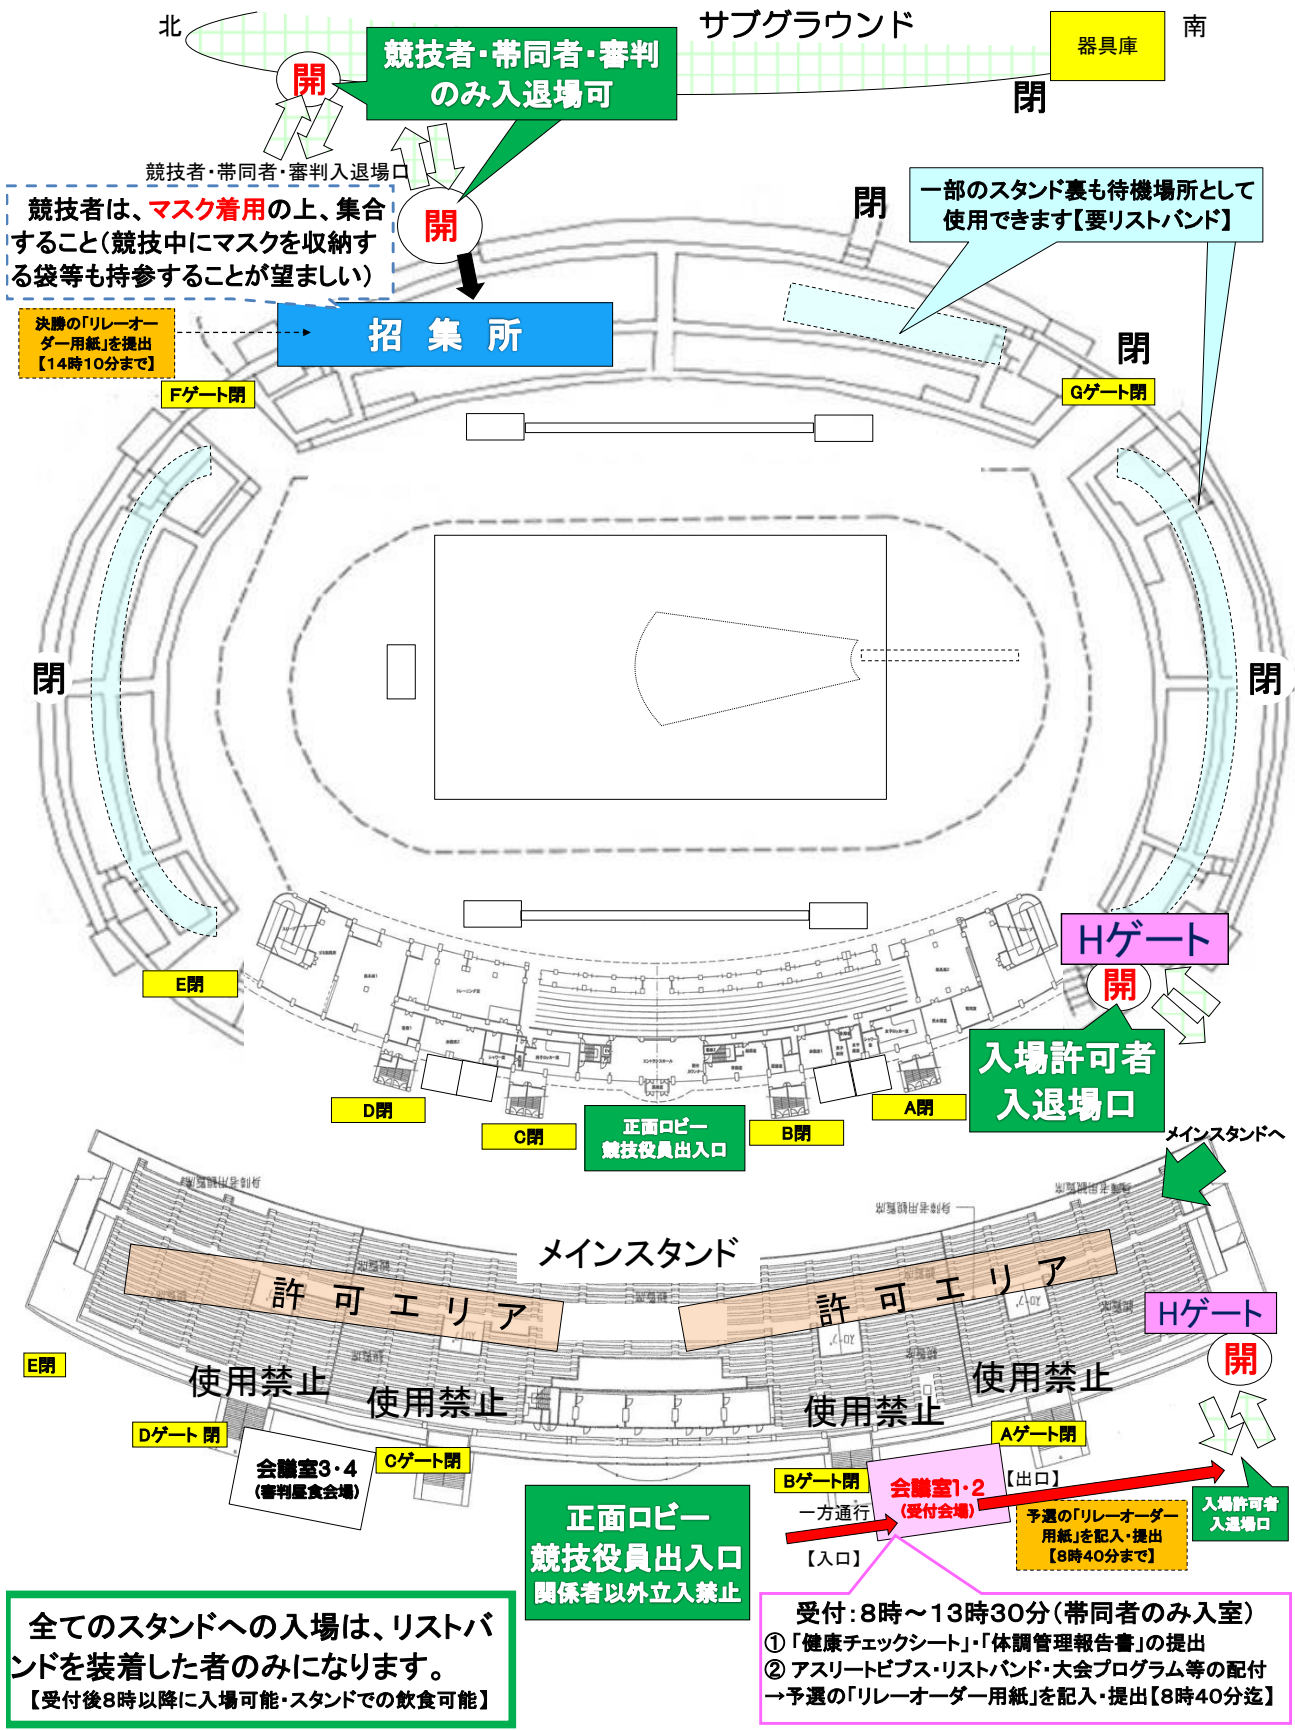 北
サブグラウンド
器具庫
南
競技者・帯同者・審判
のみ入退場可
開
閉
競技者・帯同者・審判入退場口
開
競技者は、マスク着用の上、集合
すること（競技中にマスクを収納す
る袋等も持参することが望ましい）
閉
一部のスタンド裏も待機場所として
使用できます【要リストバンド】
決勝の「リレーオー
ダー用紙」を提出
【14時10分まで】
招 集 所
閉
Fゲート閉
Gゲート閉
閉
閉
Hゲート
開
E閉
入場許可者
入退場口
D閉
C閉
正面ロビー
競技役員出入口
B閉
A閉
メインスタンドへ
身障者用観覧席
身障者用観覧席
身障者用観覧席
メインスタンド
許 可 エ リ ア
許 可 エ リ ア
Hゲート
開
E閉
使用禁止
使用禁止
使用禁止
使用禁止
Dゲート 閉
Cゲート閉
Aゲート閉
Bゲート閉
会議室3・4
（審判昼食会場）
会議室1・2
（受付会場）
【出口】
一方通行
【入口】
予選の「リレーオーダー
用紙」を記入・提出
【8時40分まで】
入場許可者
入退場口
正面ロビー
競技役員出入口
関係者以外立入禁止
全てのスタンドへの入場は、リストバ
ンドを装着した者のみになります。
【受付後8時以降に入場可能・スタンドでの飲食可能】
受付：8時～13時30分（帯同者のみ入室）
①「健康チェックシート」・「体調管理報告書」の提出
② アスリートビブス・リストバンド・大会プログラム等の配付
→予選の「リレーオーダー用紙」を記入・提出【8時40分迄】